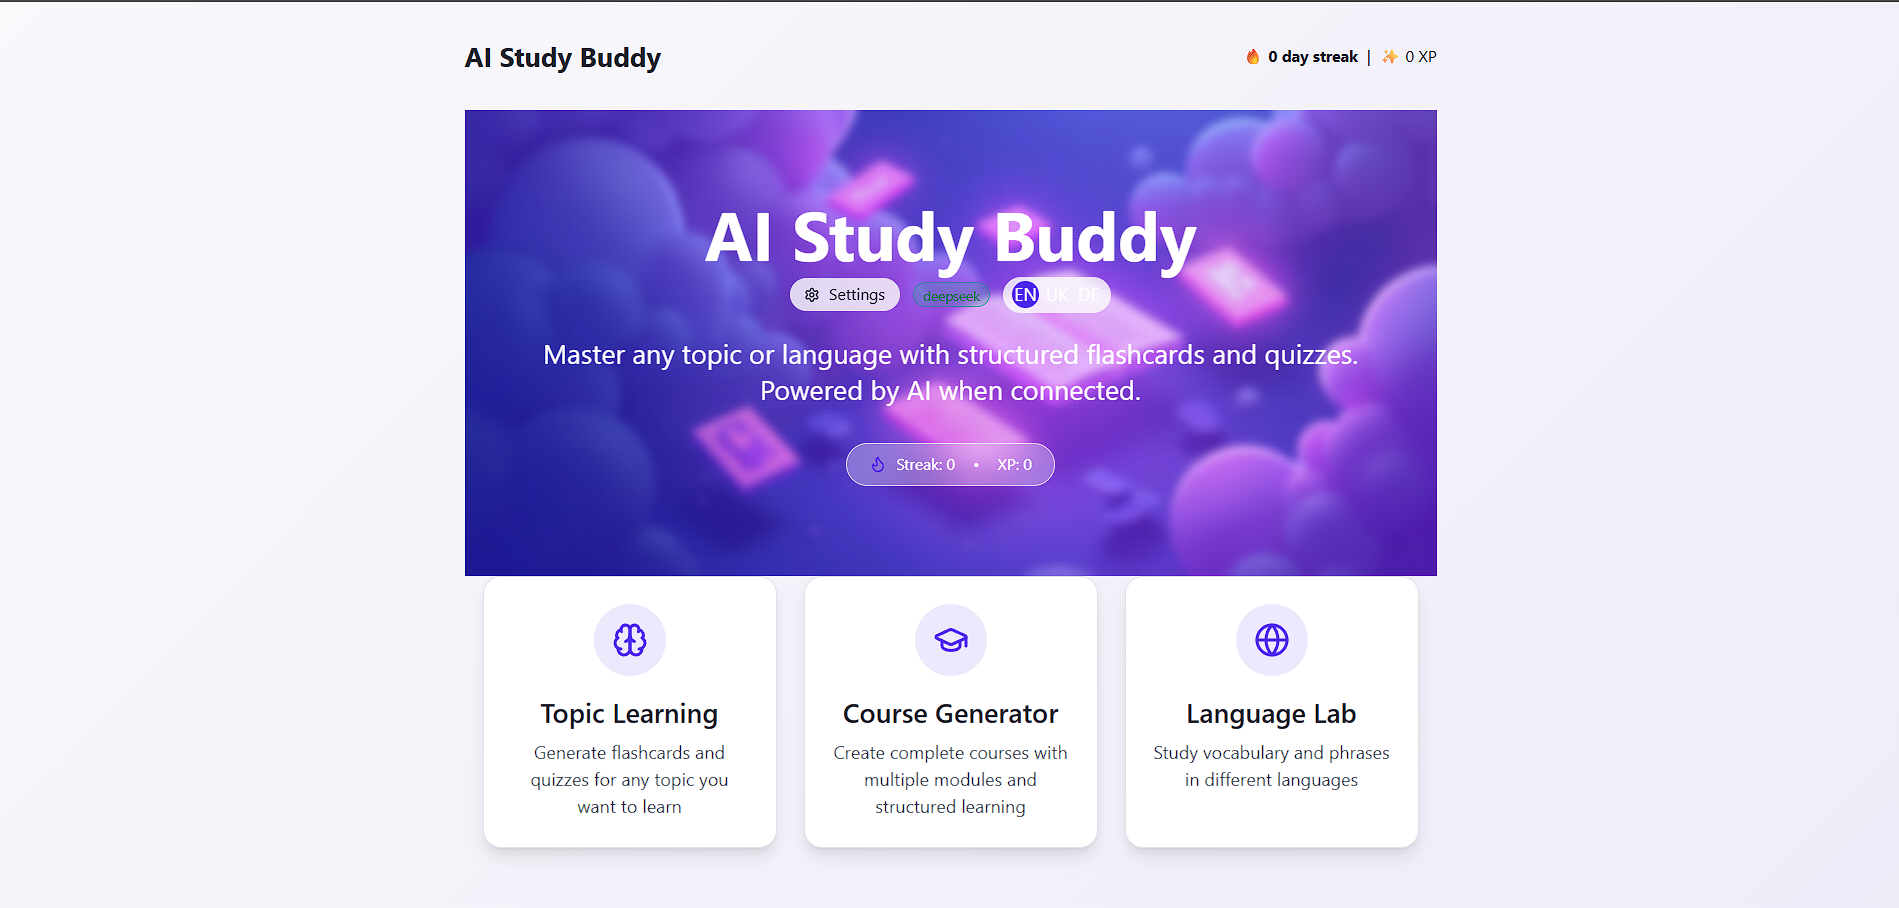 AI Study Buddy
🔥 0 day streak | ✨ 0 XP
AI Study Buddy
Settings
deepseek
EN UK DE
Master any topic or language with structured flashcards and quizzes.
Powered by AI when connected.
Streak: 0 • XP: 0
Topic Learning
Generate flashcards and
quizzes for any topic you
want to learn
Course Generator
Create complete courses with
multiple modules and
structured learning
Language Lab
Study vocabulary and phrases
in different languages